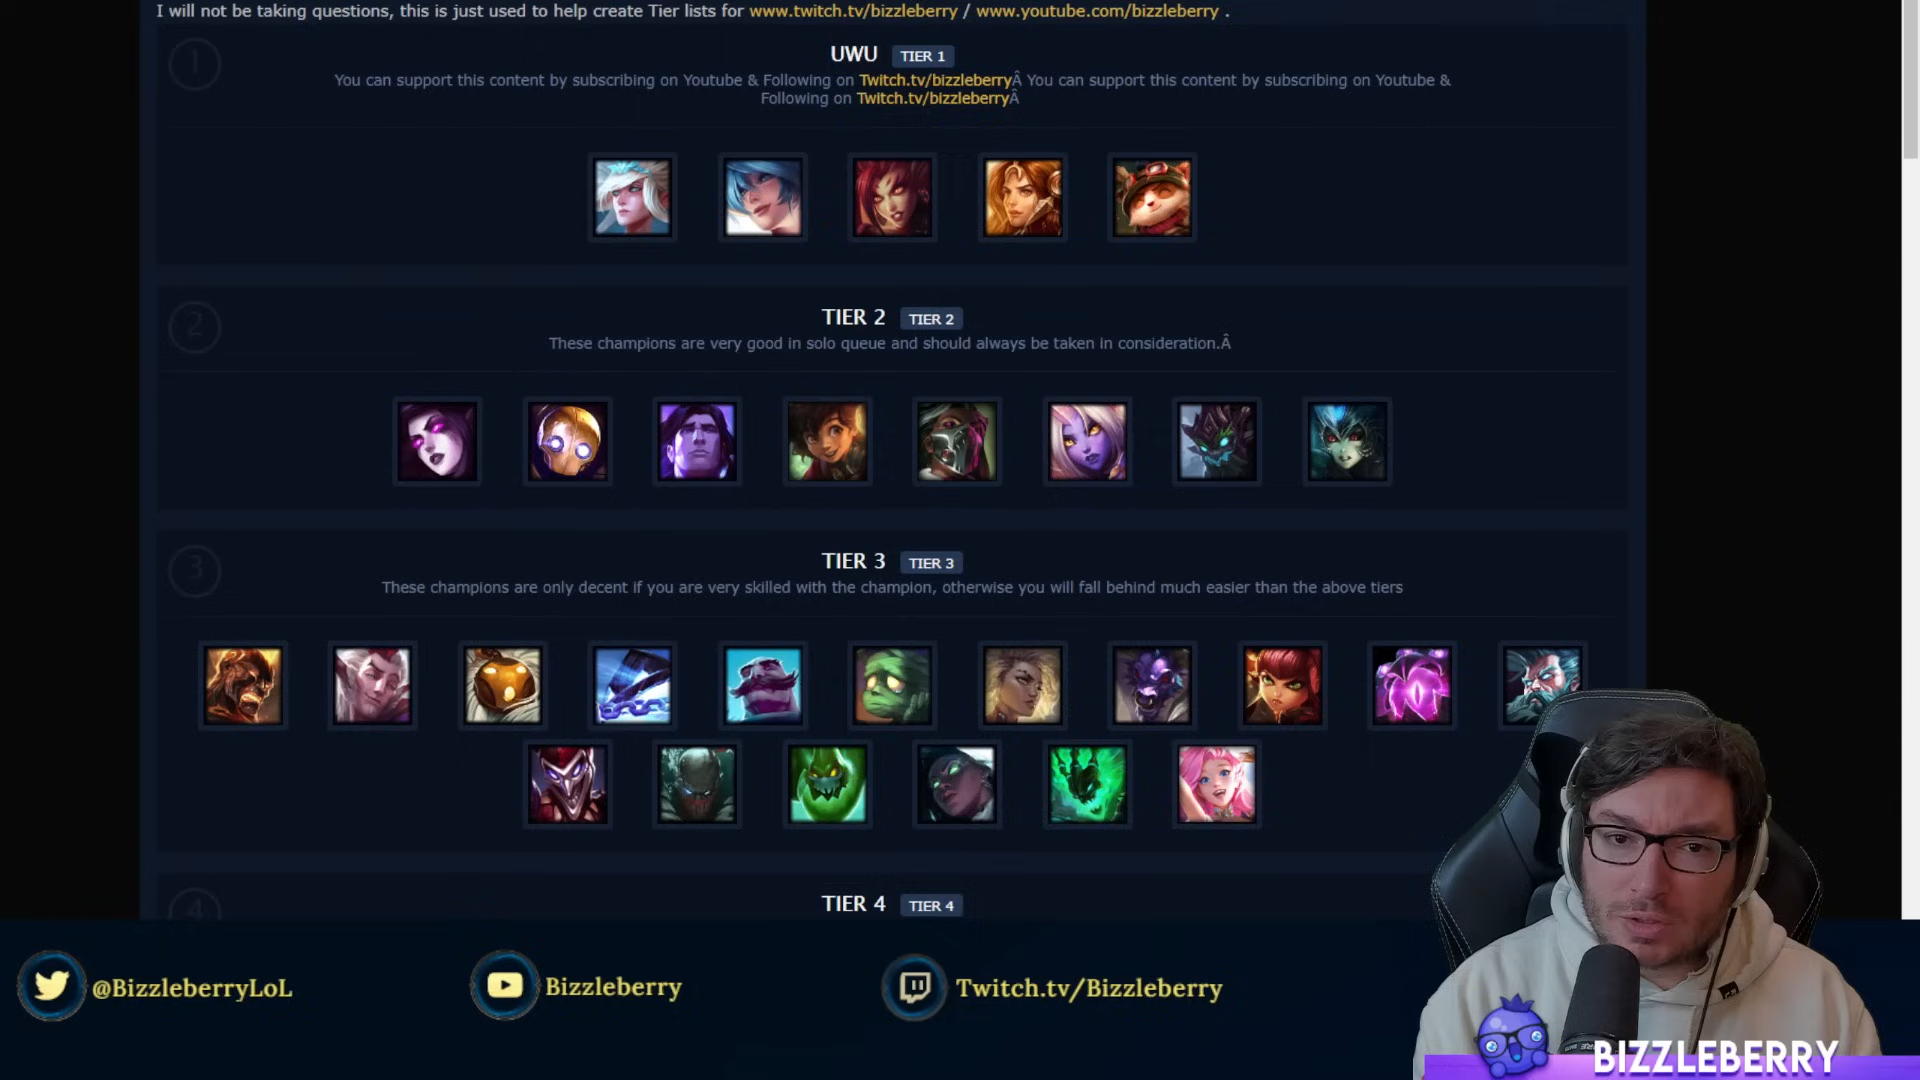 I will not be taking questions, this is just used to help create Tier lists for www.twitch.tv/bizzleberry / www.youtube.com/bizzleberry .
1
UWU TIER 1
You can support this content by subscribing on Youtube & Following on Twitch.tv/bizzleberryÂ You can support this content by subscribing on Youtube &
Following on Twitch.tv/bizzleberryÂ
2
TIER 2 TIER 2
These champions are very good in solo queue and should always be taken in consideration.Â
3
TIER 3 TIER 3
These champions are only decent if you are very skilled with the champion, otherwise you will fall behind much easier than the above tiers
4
TIER 4 TIER 4
@BizzleberryLoL
Bizzleberry
Twitch.tv/Bizzleberry
BIZZLEBERRY